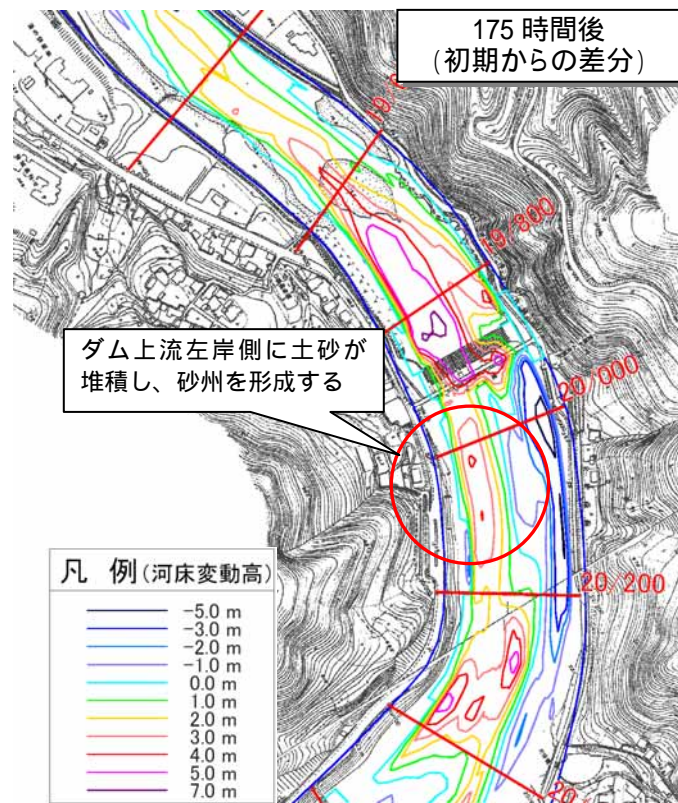 175 時間後
(初期からの差分)
19/800
ダム上流左岸側に土砂が
堆積し、砂州を形成する
20/000
20/200
凡 例(河床変動高)
-5.0 m
-3.0 m
-2.0 m
-1.0 m
0.0 m
1.0 m
2.0 m
3.0 m
4.0 m
5.0 m
7.0 m